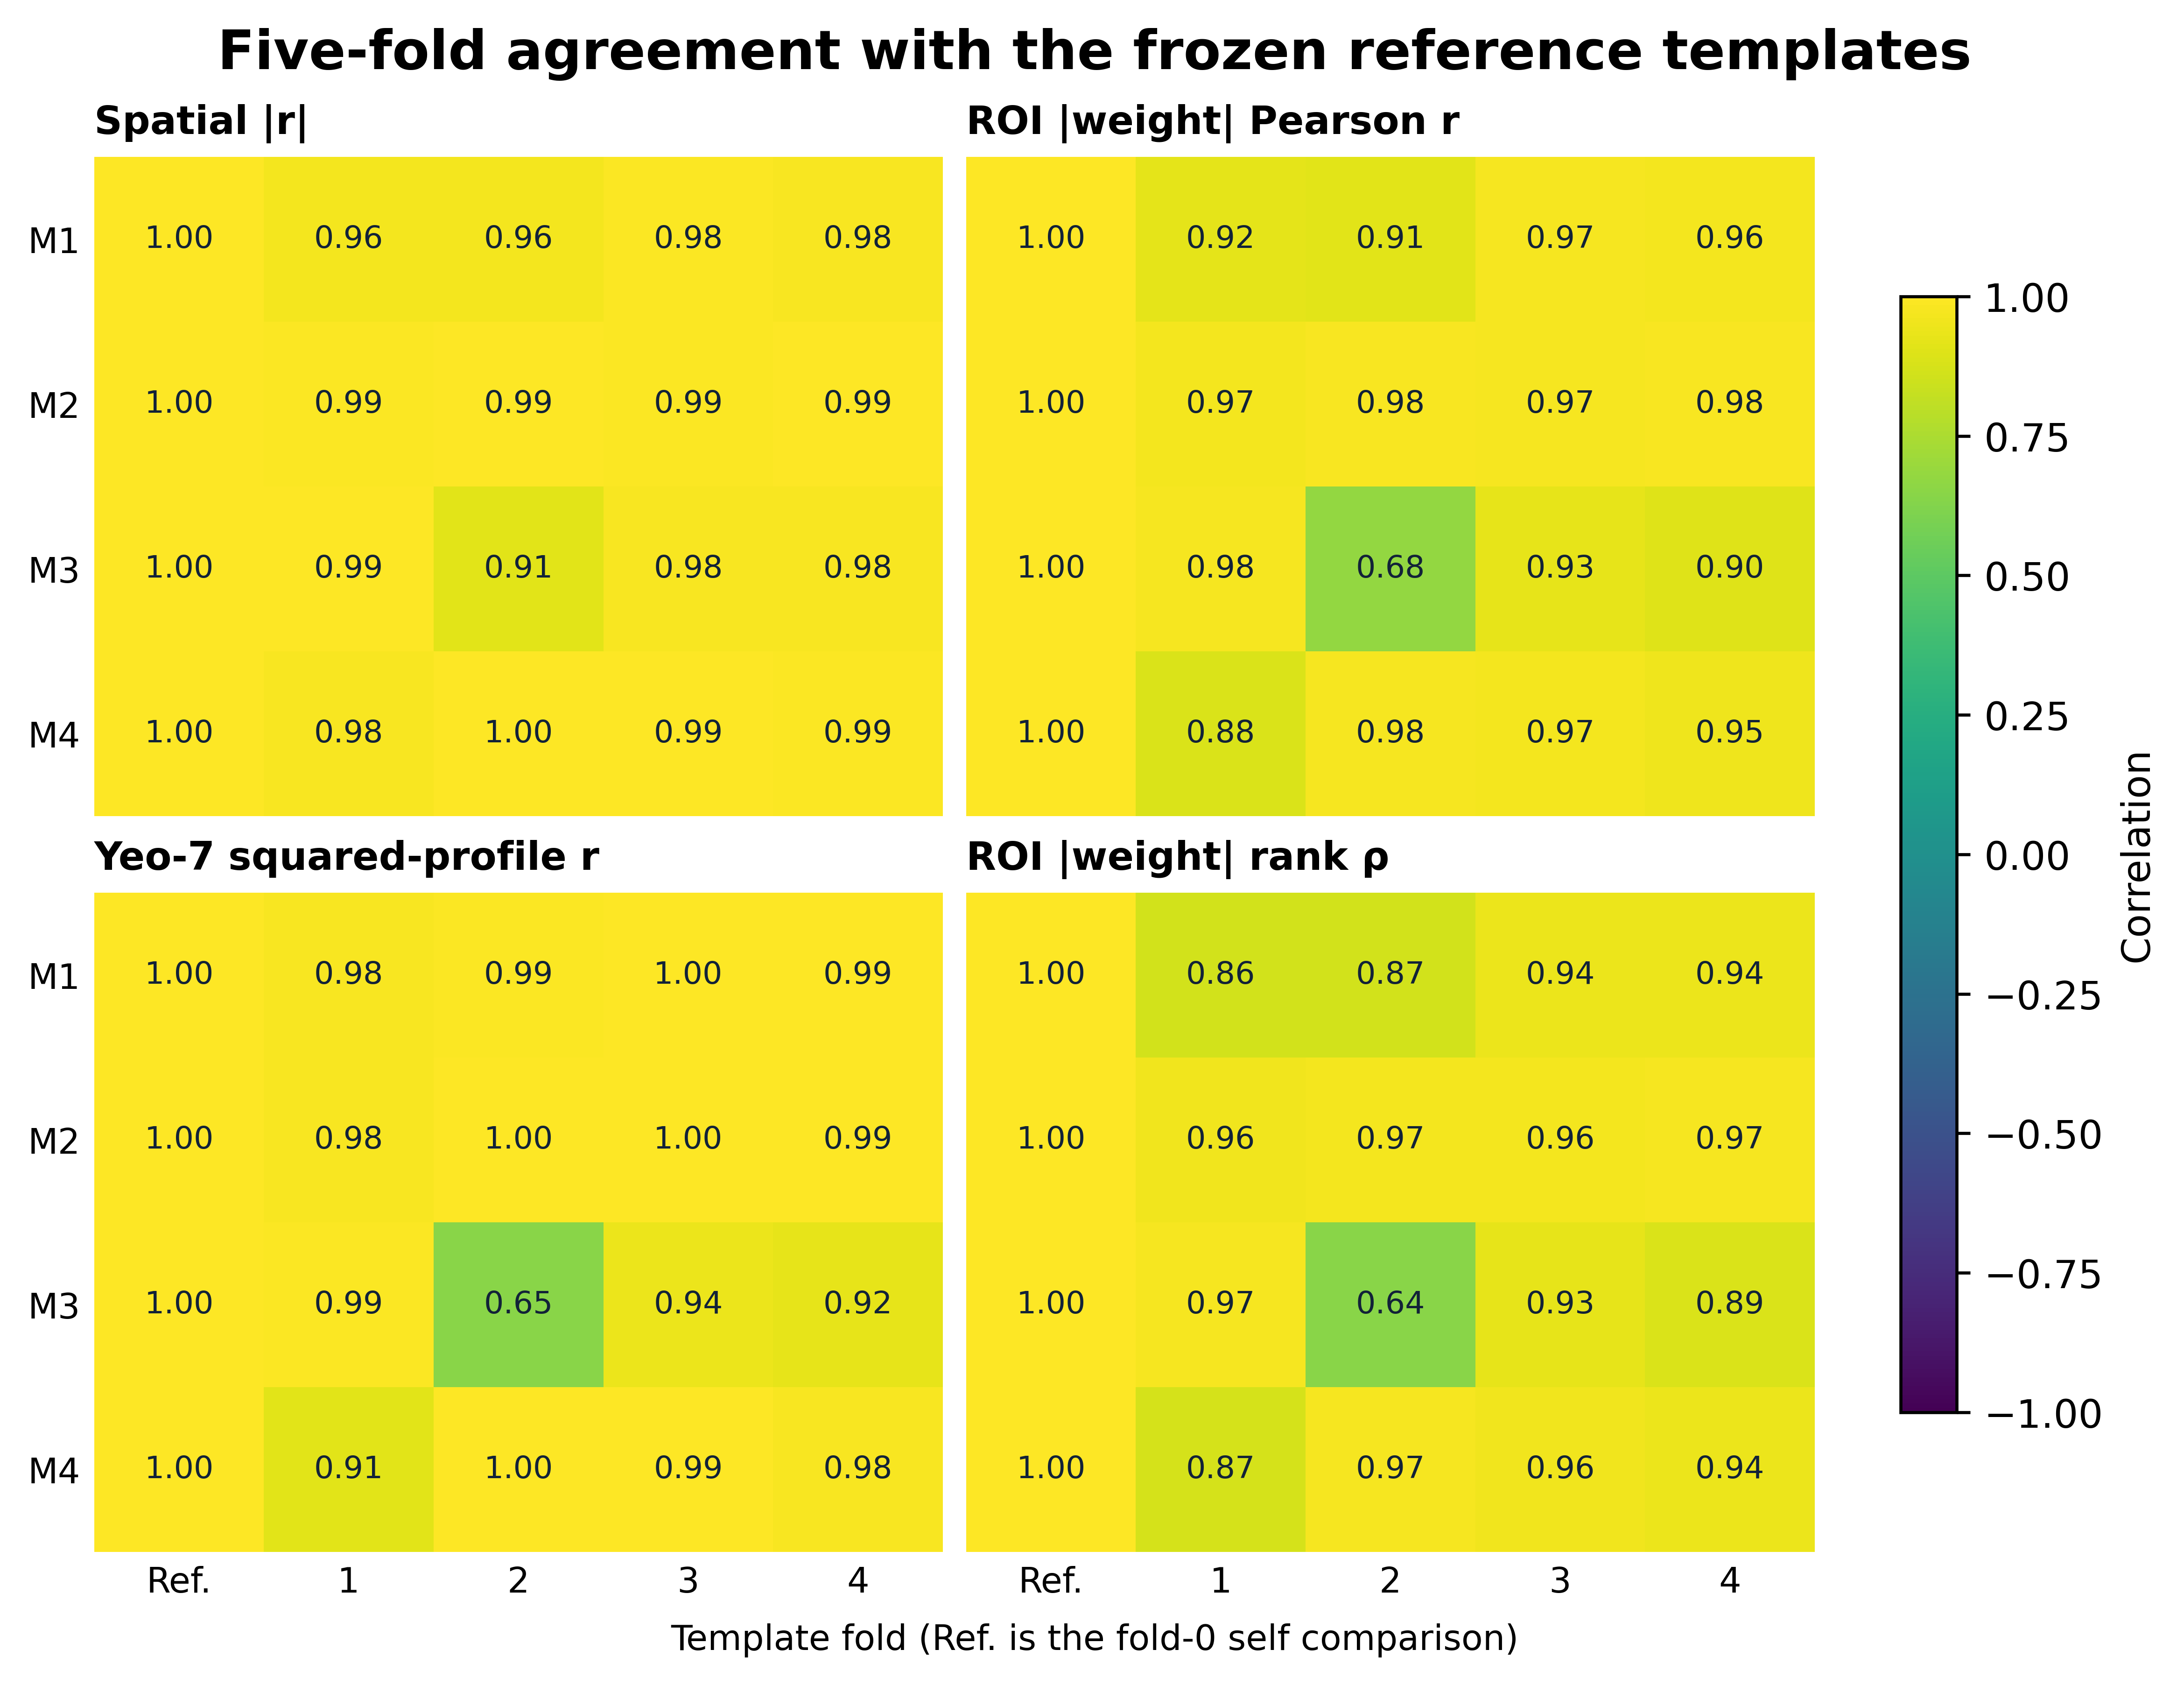 Five-fold agreement with the frozen reference templates
Spatial |r|
M1 1.00 0.96 0.96 0.98 0.98
M2 1.00 0.99 0.99 0.99 0.99
M3 1.00 0.99 0.91 0.98 0.98
M4 1.00 0.98 1.00 0.99 0.99
ROI |weight| Pearson r
1.00 0.92 0.91 0.97 0.96
1.00 0.97 0.98 0.97 0.98
1.00 0.98 0.68 0.93 0.90
1.00 0.88 0.98 0.97 0.95
Yeo-7 squared-profile r
M1 1.00 0.98 0.99 1.00 0.99
M2 1.00 0.98 1.00 1.00 0.99
M3 1.00 0.99 0.65 0.94 0.92
M4 1.00 0.91 1.00 0.99 0.98
Ref. 1 2 3 4
ROI |weight| rank ρ
1.00 0.86 0.87 0.94 0.94
1.00 0.96 0.97 0.96 0.97
1.00 0.97 0.64 0.93 0.89
1.00 0.87 0.97 0.96 0.94
Ref. 1 2 3 4
Template fold (Ref. is the fold-0 self comparison)
1.00
0.75
0.50
0.25
0.00
−0.25
−0.50
−0.75
−1.00
Correlation